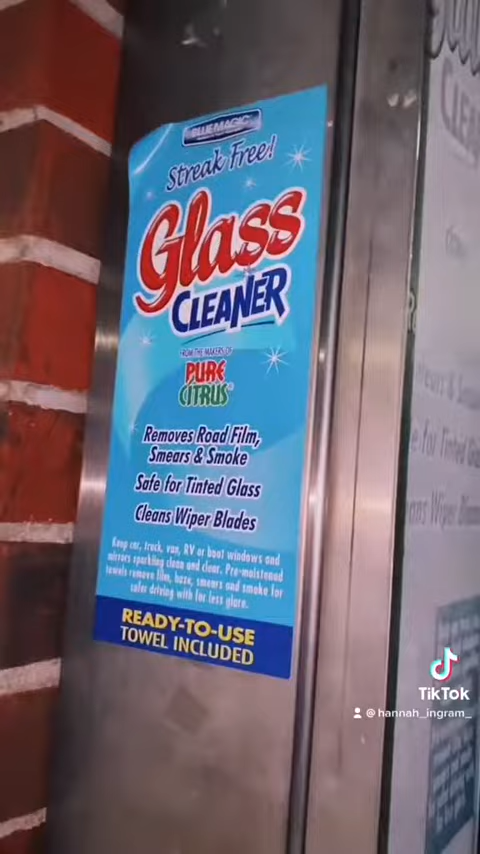 BLUE MAGIC
Streak Free!
Glass
CLEANER
FROM THE MAKERS OF
PURE
CITRUS®
Removes Road Film,
Smears & Smoke
Safe for Tinted Glass
Cleans Wiper Blades
Keep car, truck, van, RV or boat windows and
mirrors sparkling clean and clear. Pre-moistened
towels remove film, haze, smears and smoke for
safer driving with far less glare.
READY-TO-USE
TOWEL INCLUDED
TikTok
@hannah_ingram_